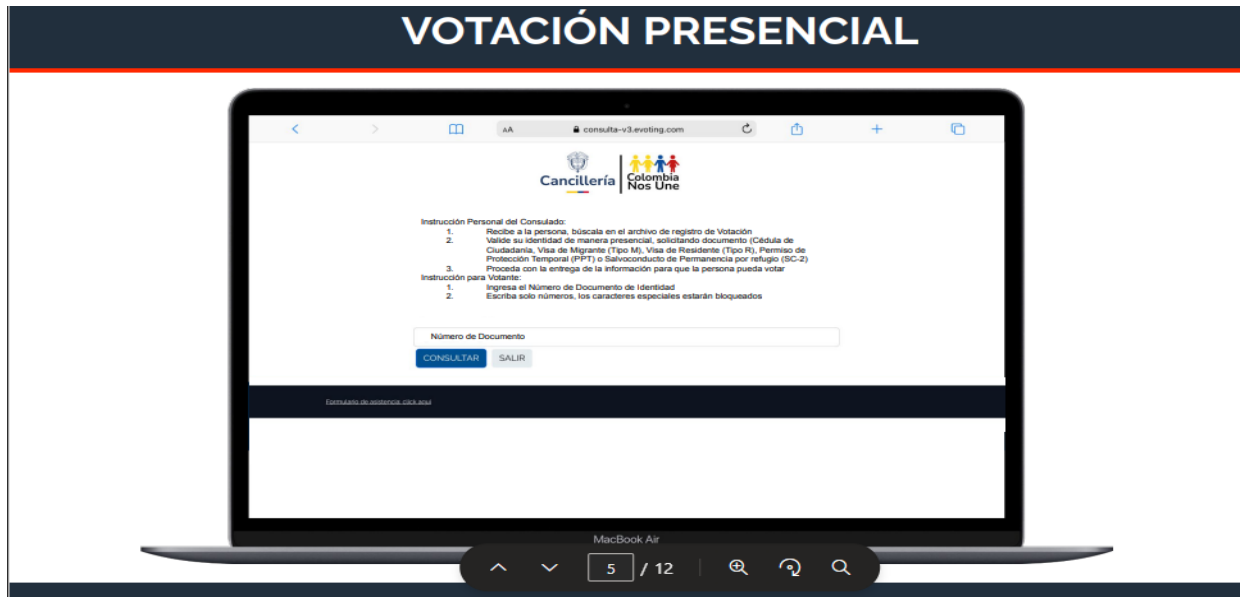 VOTACIÓN PRESENCIAL
AA
consulta-v3.evoting.com
Cancillería
Colombia
Nos Une
Instrucción Personal del Consulado:
1. Recibe a la persona, búscala en el archivo de registro de Votación
2. Valide su identidad de manera presencial, solicitando documento (Cédula de
Ciudadanía, Visa de Migrante (Tipo M), Visa de Residente (Tipo R), Permiso de
Protección Temporal (PPT) o Salvoconducto de Permanencia por refugio (SC-2)
3. Proceda con la entrega de la información para que la persona pueda votar
Instrucción para Votante:
1. Ingresa el Número de Documento de Identidad
2. Escriba solo números, los caracteres especiales estarán bloqueados
Número de Documento
CONSULTAR SALIR
Formulario de asistencia, click aquí
MacBook Air
5 / 12